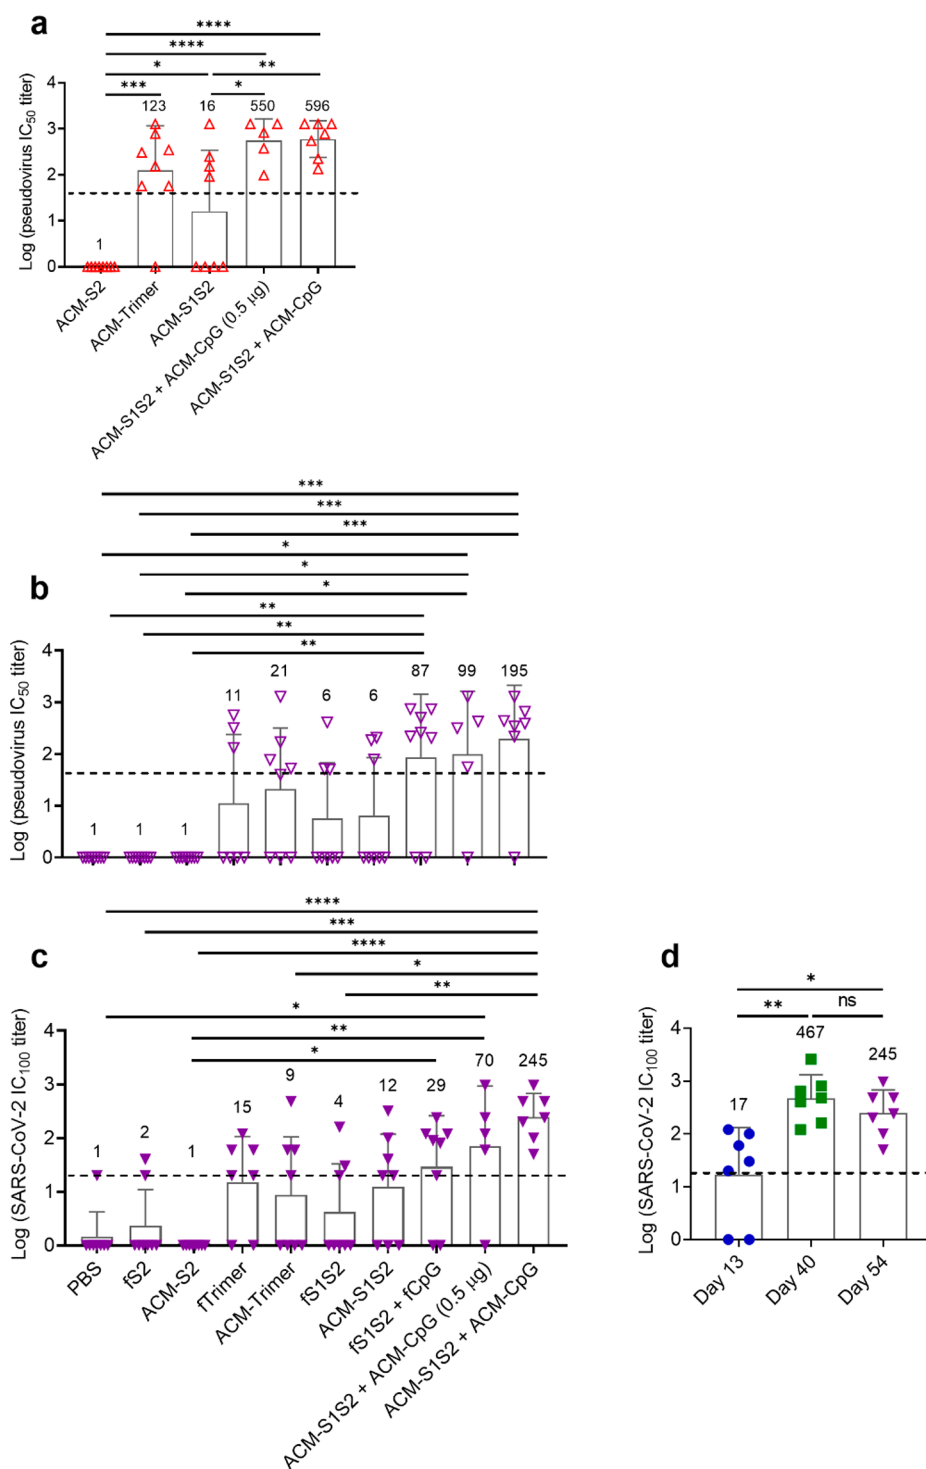 a
****
****
* **
*** *
123 16 550 596
1
Log (pseudovirus IC50 titer)
4
3
2
1
0
ACM-S2
ACM-Trimer
ACM-S1S2
ACM-S1S2 + ACM-CpG (0.5 µg)
ACM-S1S2 + ACM-CpG
b
***
***
***
*
*
*
**
**
**
1 1 1 11 21 6 6 87 99 195
Log (pseudovirus IC50 titer)
4
3
2
1
0
c
****
***
****
*
**
*
**
*
1 2 1 15 9 4 12 29 70 245
Log (SARS-CoV-2 IC100 titer)
4
3
2
1
0
PBS
fS2
ACM-S2
fTrimer
ACM-Trimer
fS1S2
ACM-S1S2
fS1S2 + fCpG
ACM-S1S2 + ACM-CpG (0.5 µg)
ACM-S1S2 + ACM-CpG
d
*
** ns
17 467 245
Log (SARS-CoV-2 IC100 titer)
4
3
2
1
0
Day 13
Day 40
Day 54